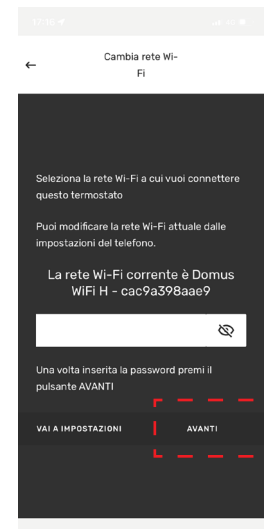 17:10
Cambia rete Wi-
Fi
Seleziona la rete Wi-Fi a cui vuoi connettere
questo termostato
Puoi modificare la rete Wi-Fi attuale dalle
impostazioni del telefono.
La rete Wi-Fi corrente è Domus
WiFi H - cac9a398aae9
Una volta inserita la password premi il
pulsante AVANTI
VAI A IMPOSTAZIONI AVANTI